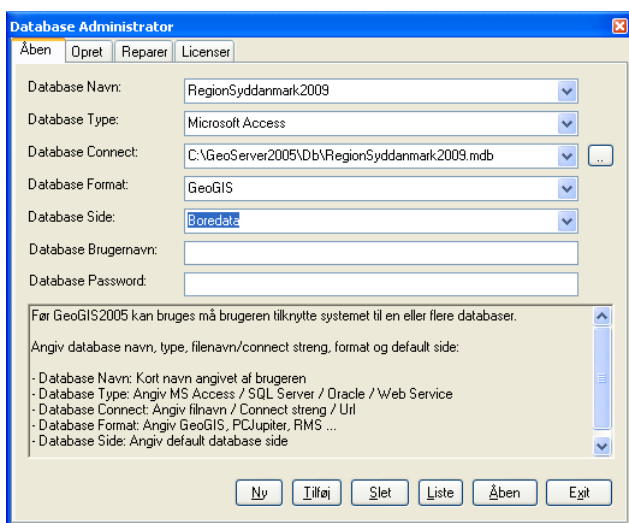 Database Administrator
Åben Opret Reparer Licenser
Database Navn: RegionSyddanmark2009
Database Type: Microsoft Access
Database Connect: C:\GeoServer2005\Db\RegionSyddanmark2009.mdb ..
Database Format: GeoGIS
Database Side: Boredata
Database Brugernavn:
Database Password:
Før GeoGIS2005 kan bruges må brugeren tilknytte systemet til en eller flere databaser.
Angiv database navn, type, filenavn/connect streng, format og default side:
- Database Navn: Kort navn angivet af brugeren
- Database Type: Angiv MS Access / SQL Server / Oracle / Web Service
- Database Connect: Angiv filnavn / Connect streng / Url
- Database Format: Angiv GeoGIS, PCJupiter, RMS ...
- Database Side: Angiv default database side
Ny Tilføj Slet Liste Åben Exit